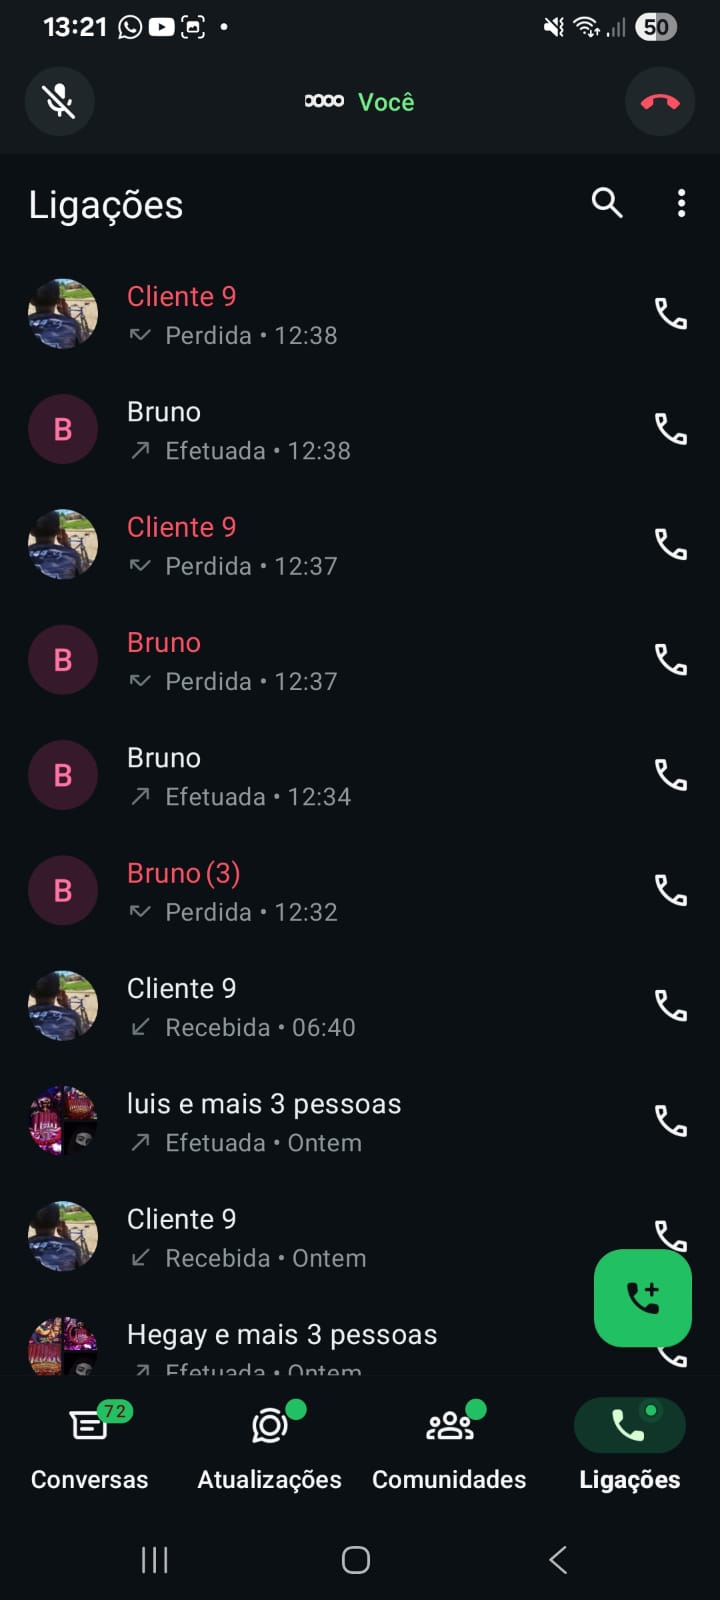 13:21
50
Você
Ligações
Cliente 9
Perdida • 12:38
B
Bruno
Efetuada • 12:38
Cliente 9
Perdida • 12:37
B
Bruno
Perdida • 12:37
B
Bruno
Efetuada • 12:34
B
Bruno (3)
Perdida • 12:32
Cliente 9
Recebida • 06:40
luis e mais 3 pessoas
Efetuada • Ontem
Cliente 9
Recebida • Ontem
Hegay e mais 3 pessoas
Efetuada • Ontem
72
Conversas
Atualizações
Comunidades
Ligações